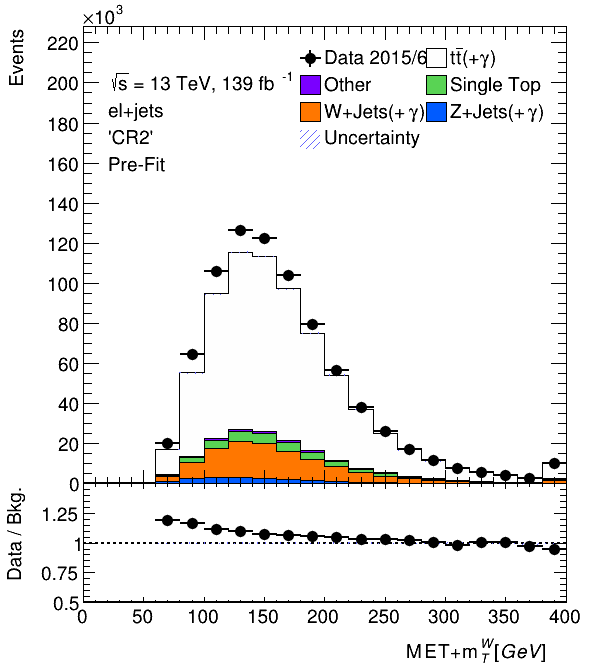 ×10³
Events
220
200
180
160
140
120
100
80
60
40
20
0
√s = 13 TeV, 139 fb⁻¹
el+jets
'CR2'
Pre-Fit
Data 2015/6
tt̄(+γ)
Other
Single Top
W+Jets(+γ)
Z+Jets(+γ)
Uncertainty
Data / Bkg.
1.25
1
0.75
0.5
0 50 100 150 200 250 300 350 400
MET+m_T^W[GeV]